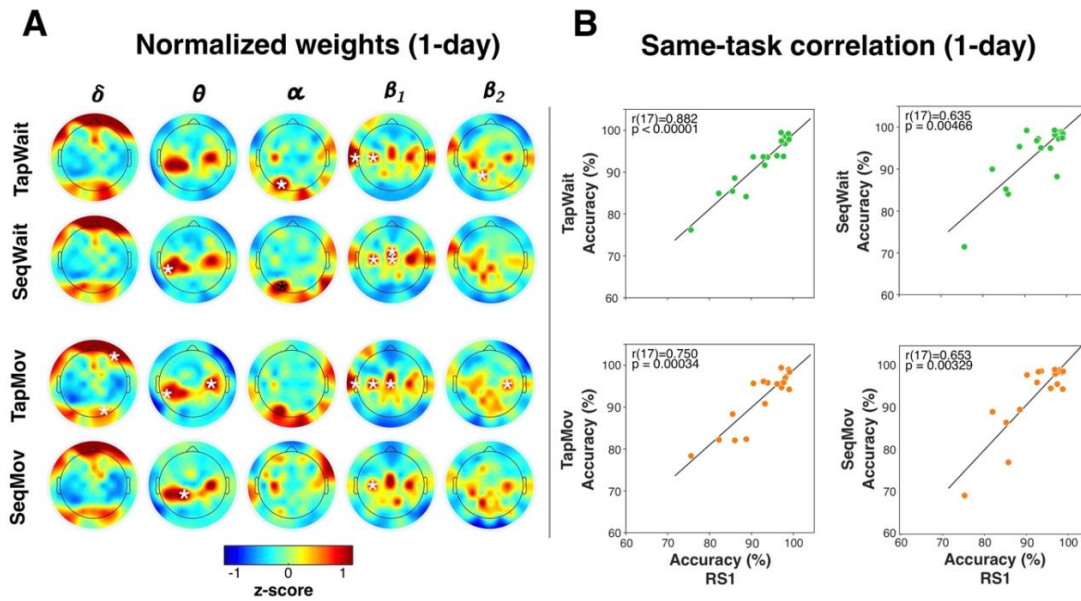 A
Normalized weights (1-day)
δ θ α β1 β2
TapWait
SeqWait
TapMov
SeqMov
-1 0 1
z-score
B
Same-task correlation (1-day)
r(17)=0.882
p < 0.00001
100
90
80
70
60
TapWait
Accuracy (%)
r(17)=0.635
p = 0.00466
100
90
80
70
60
SeqWait
Accuracy (%)
r(17)=0.750
p = 0.00034
100
90
80
70
60
TapMov
Accuracy (%)
60 70 80 90 100
r(17)=0.653
p = 0.00329
100
90
80
70
60
SeqMov
Accuracy (%)
60 70 80 90 100
Accuracy (%)
RS1
Accuracy (%)
RS1